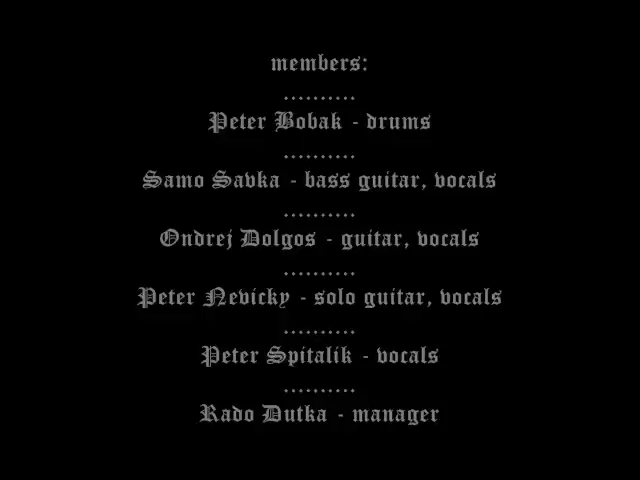 members:
..........
Peter Bobak - drums
..........
Samo Savka - bass guitar, vocals
..........
Ondrej Dolgos - guitar, vocals
..........
Peter Nevicky - solo guitar, vocals
..........
Peter Spitalik - vocals
..........
Rado Dutka - manager